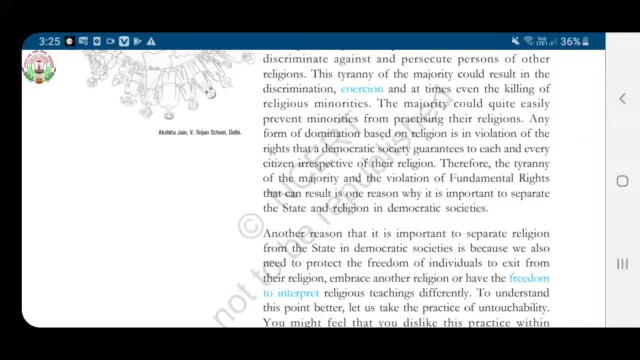 3:25
36%
discriminate against and persecute persons of other
religions. This tyranny of the majority could result in the
discrimination, coercion and at times even the killing of
religious minorities. The majority could quite easily
prevent minorities from practising their religions. Any
form of domination based on religion is in violation of the
rights that a democratic society guarantees to each and every
citizen irrespective of their religion. Therefore, the tyranny
of the majority and the violation of Fundamental Rights
that can result is one reason why it is important to separate
the State and religion in democratic societies.
Akshita Jain, V, Srijan School, Delhi.
Another reason that it is important to separate religion
from the State in democratic societies is because we also
need to protect the freedom of individuals to exit from
their religion, embrace another religion or have the freedom
to interpret religious teachings differently. To understand
this point better, let us take the practice of untouchability.
You might feel that you dislike this practice within
© NCERT
not to be republished